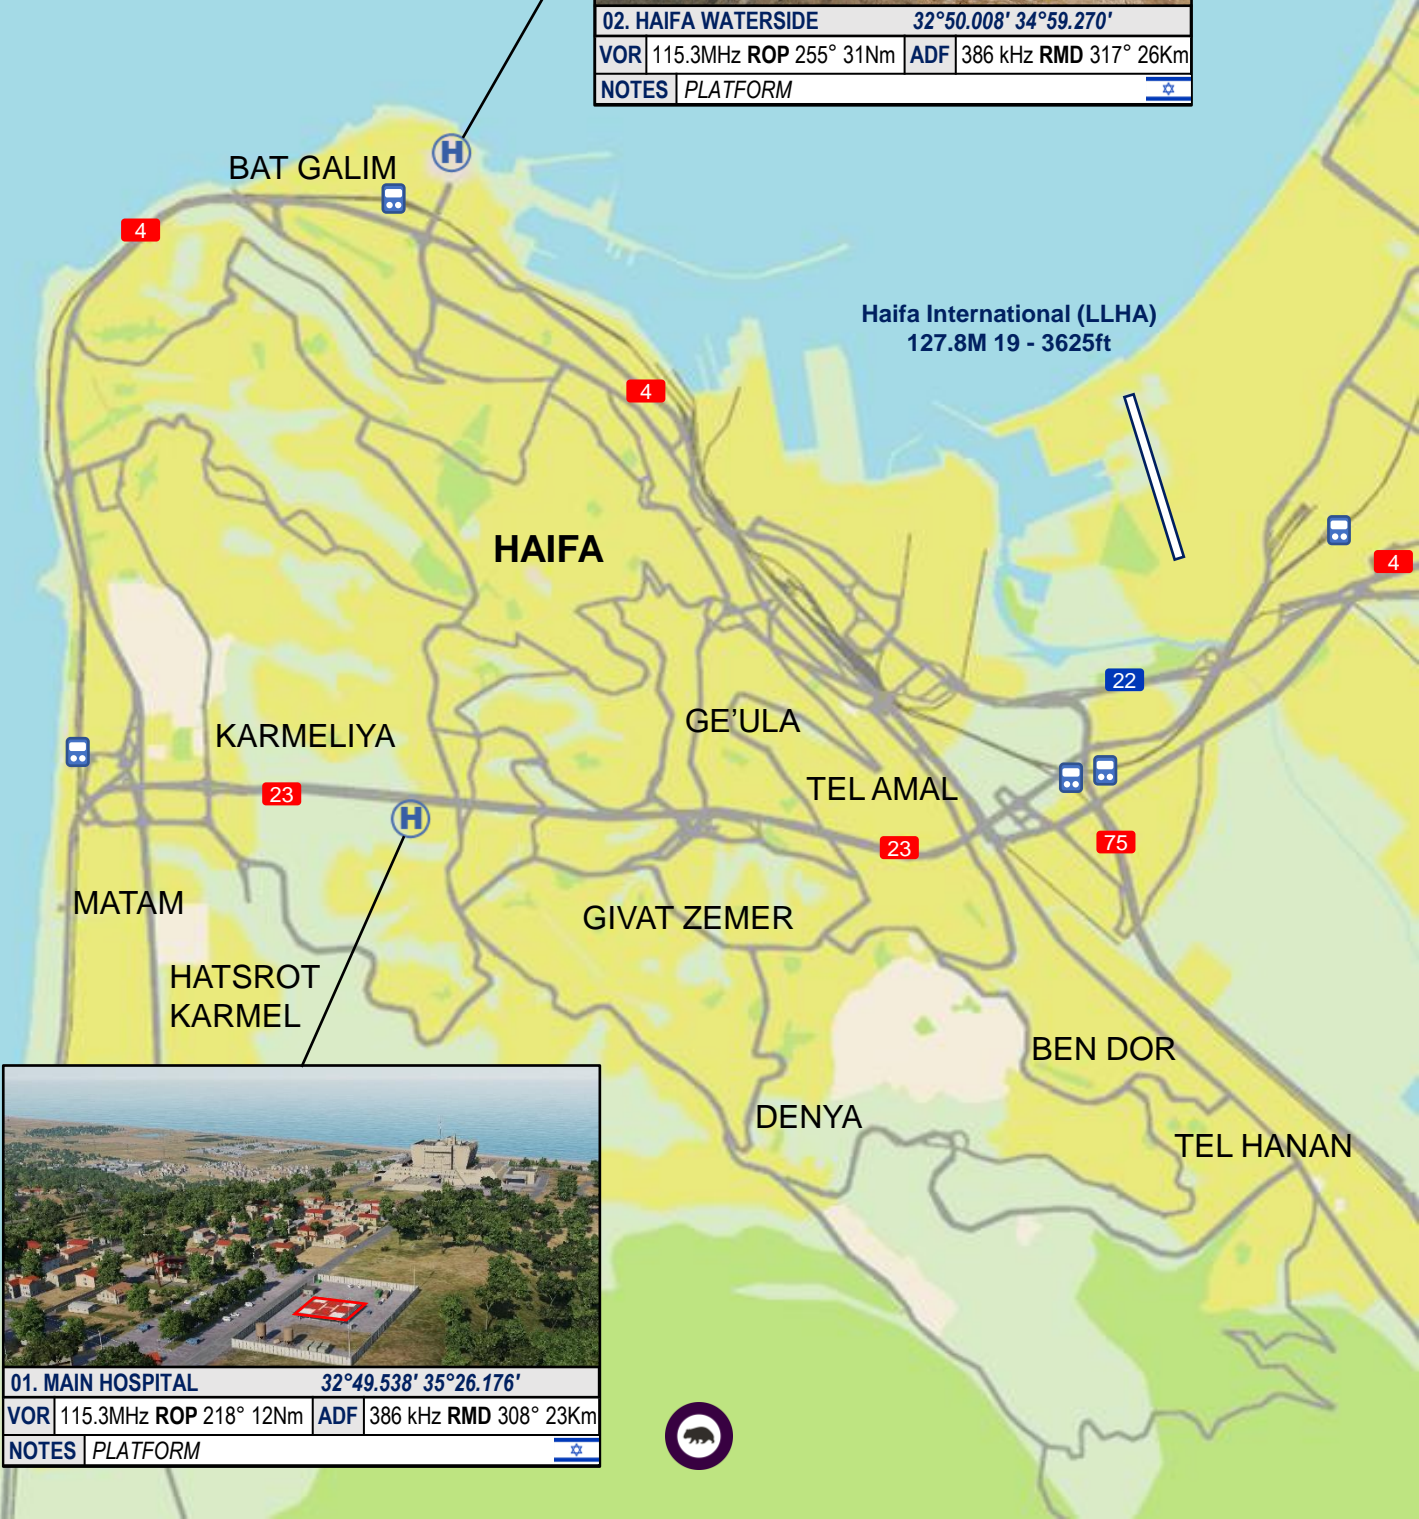 02. HAIFA WATERSIDE 32°50.008' 34°59.270'
VOR 115.3MHz ROP 255° 31Nm ADF 386 kHz RMD 317° 26Km
NOTES PLATFORM
BAT GALIM
H
4
Haifa International (LLHA)
127.8M 19 - 3625ft
4
HAIFA
4
22
GE'ULA
KARMELIYA
TEL AMAL
23
H
23
75
MATAM
GIVAT ZEMER
HATSROT
KARMEL
BEN DOR
DENYA
TEL HANAN
H
01. MAIN HOSPITAL 32°49.538' 35°26.176'
VOR 115.3MHz ROP 218° 12Nm ADF 386 kHz RMD 308° 23Km
NOTES PLATFORM